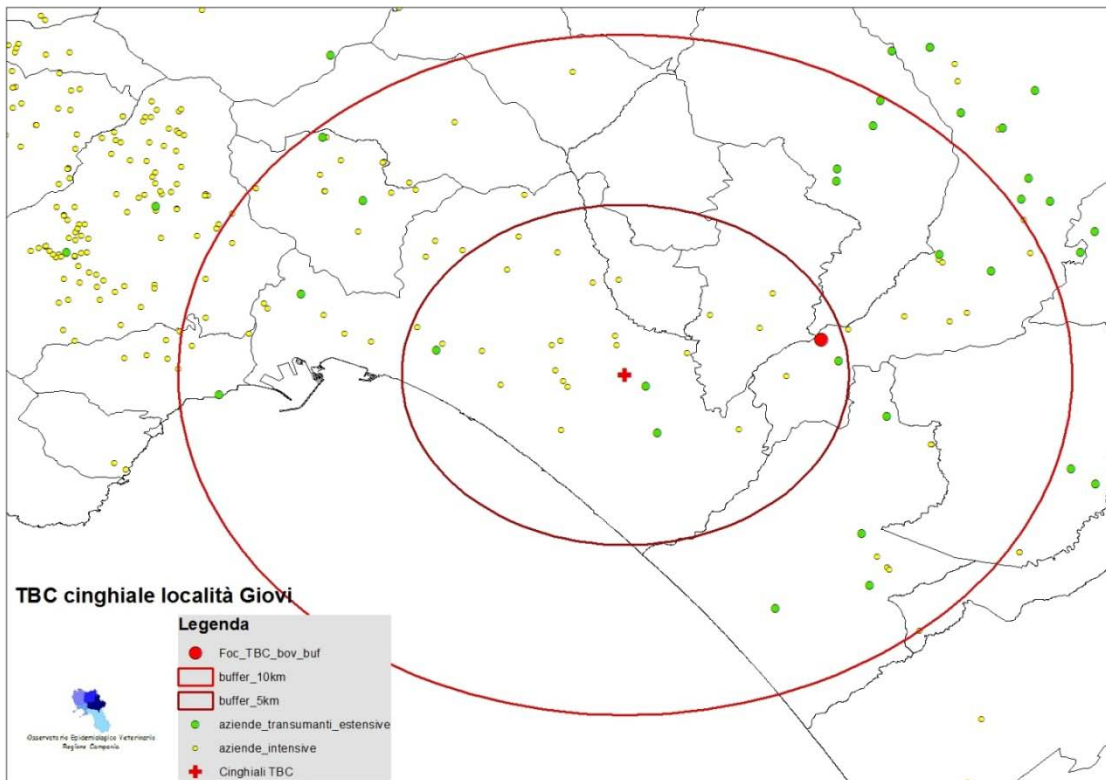 TBC cinghiale località Giovi
Legenda
Foc_TBC_bov_buf
buffer_10km
buffer_5km
aziende_transumanti_estensive
aziende_intensive
Cinghiali TBC
Osservatorio Epidemiologico Veterinario
Regione Campania